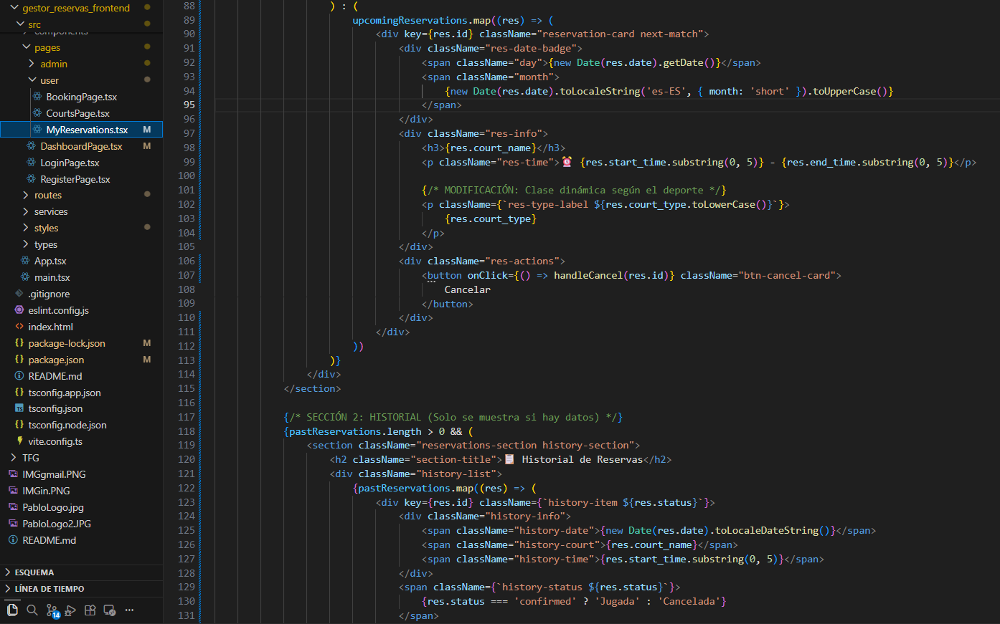 gestor_reservas_frontend
src
components
pages
admin
user
BookingPage.tsx
CourtsPage.tsx
MyReservations.tsx M
DashboardPage.tsx M
LoginPage.tsx
RegisterPage.tsx
routes
services
styles
types
App.tsx
main.tsx
.gitignore
eslint.config.js
index.html
package-lock.json M
package.json M
README.md
tsconfig.app.json
tsconfig.json
tsconfig.node.json
vite.config.ts
TFG
IMGgmail.PNG
IMGin.PNG
PabloLogo.jpg
PabloLogo2.JPG
README.md
ESQUEMA
LÍNEA DE TIEMPO
14
88 ) : (
89 upcomingReservations.map((res) => (
90 <div key={res.id} className="reservation-card next-match">
91 <div className="res-date-badge">
92 <span className="day">{new Date(res.date).getDate()}</span>
93 <span className="month">
94 {new Date(res.date).toLocaleString('es-ES', { month: 'short' }).toUpperCase()}
95 </span>
96 </div>
97 <div className="res-info">
98 <h3>{res.court_name}</h3>
99 <p className="res-time">⏰ {res.start_time.substring(0, 5)} - {res.end_time.substring(0, 5)}</p>
100
101 {/* MODIFICACIÓN: Clase dinámica según el deporte */}
102 <p className={`res-type-label ${res.court_type.toLowerCase()}`}>
103 {res.court_type}
104 </p>
105 </div>
106 <div className="res-actions">
107 <button onClick={() => handleCancel(res.id)} className="btn-cancel-card">
108 Cancelar
109 </button>
110 </div>
111 </div>
112 ))
113 )}
114 </div>
115 </section>
116
117 {/* SECCIÓN 2: HISTORIAL (Solo se muestra si hay datos) */}
118 {pastReservations.length > 0 && (
119 <section className="reservations-section history-section">
120 <h2 className="section-title">📋 Historial de Reservas</h2>
121 <div className="history-list">
122 {pastReservations.map((res) => (
123 <div key={res.id} className={`history-item ${res.status}`}>
124 <div className="history-info">
125 <span className="history-date">{new Date(res.date).toLocaleDateString()}</span>
126 <span className="history-court">{res.court_name}</span>
127 <span className="history-time">{res.start_time.substring(0, 5)}</span>
128 </div>
129 <span className={`history-status ${res.status}`}>
130 {res.status === 'confirmed' ? 'Jugada' : 'Cancelada'}
131 </span>